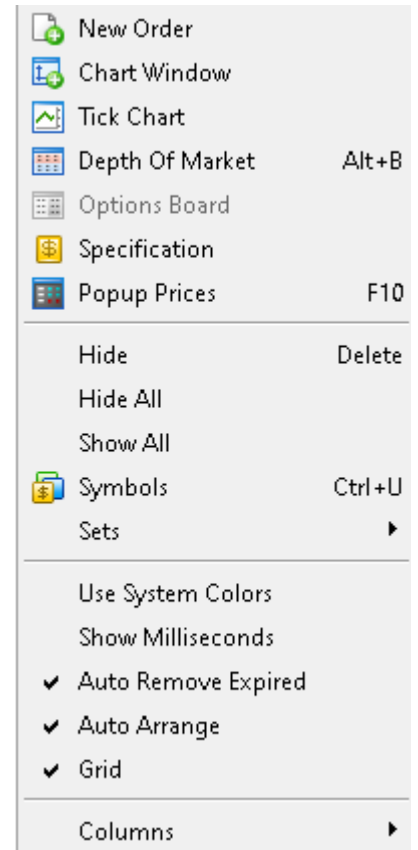 New Order
Chart Window
Tick Chart
Depth Of Market Alt+B
Options Board
Specification
Popup Prices F10
Hide Delete
Hide All
Show All
Symbols Ctrl+U
Sets
Use System Colors
Show Milliseconds
Auto Remove Expired
Auto Arrange
Grid
Columns